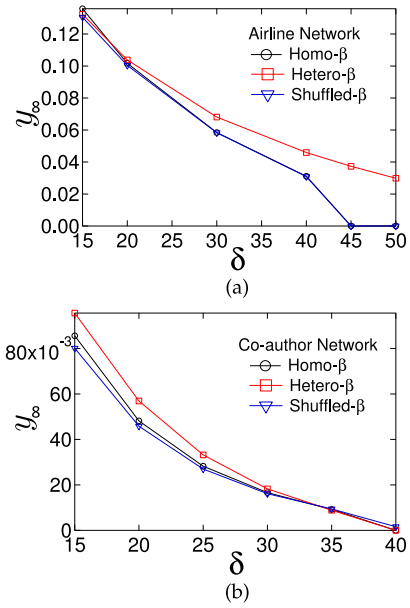 0.12
0.10
0.08
0.06
0.04
0.02
0.00
y∞
Airline Network
Homo-β
Hetero-β
Shuffled-β
15 20 25 30 35 40 45 50
δ
(a)
80x10⁻³
60
40
20
0
y∞
Co-author Network
Homo-β
Hetero-β
Shuffled-β
15 20 25 30 35 40
δ
(b)